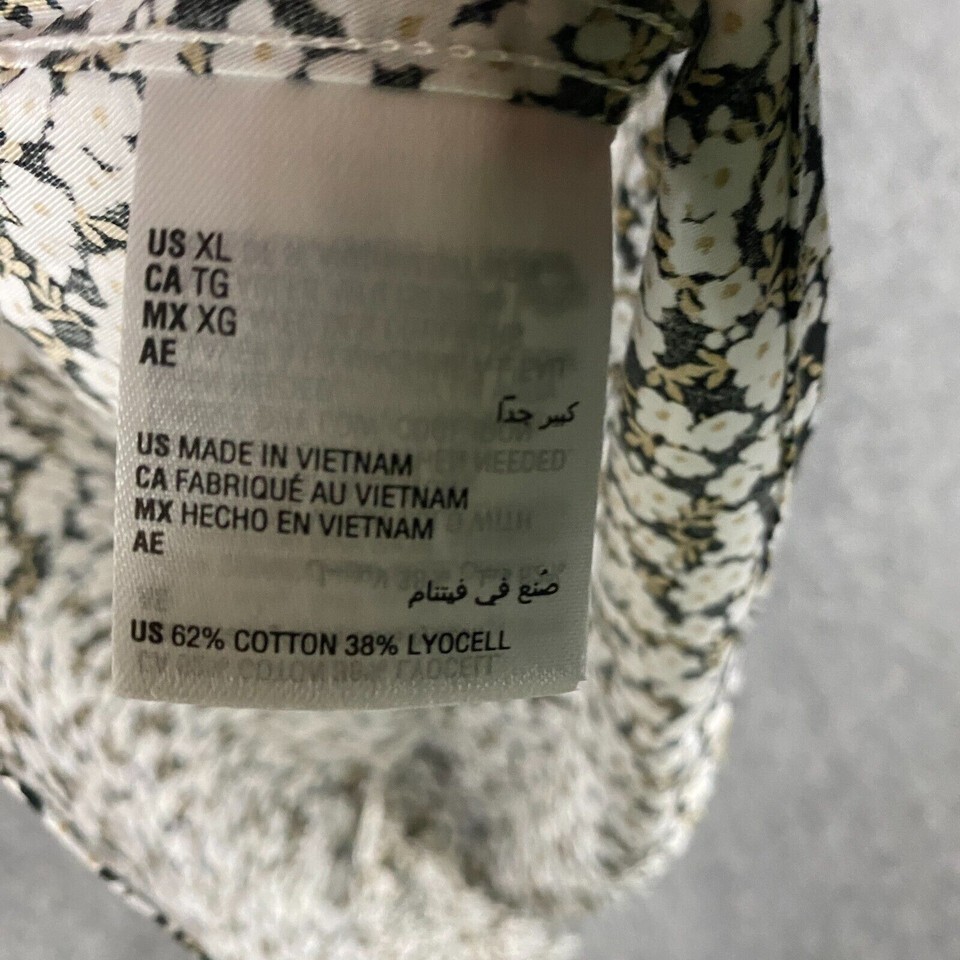 US XL
CA TG
MX XG
AE
كبير جداً
US MADE IN VIETNAM
CA FABRIQUÉ AU VIETNAM
MX HECHO EN VIETNAM
AE
صُنع في فيتنام
US 62% COTTON 38% LYOCELL